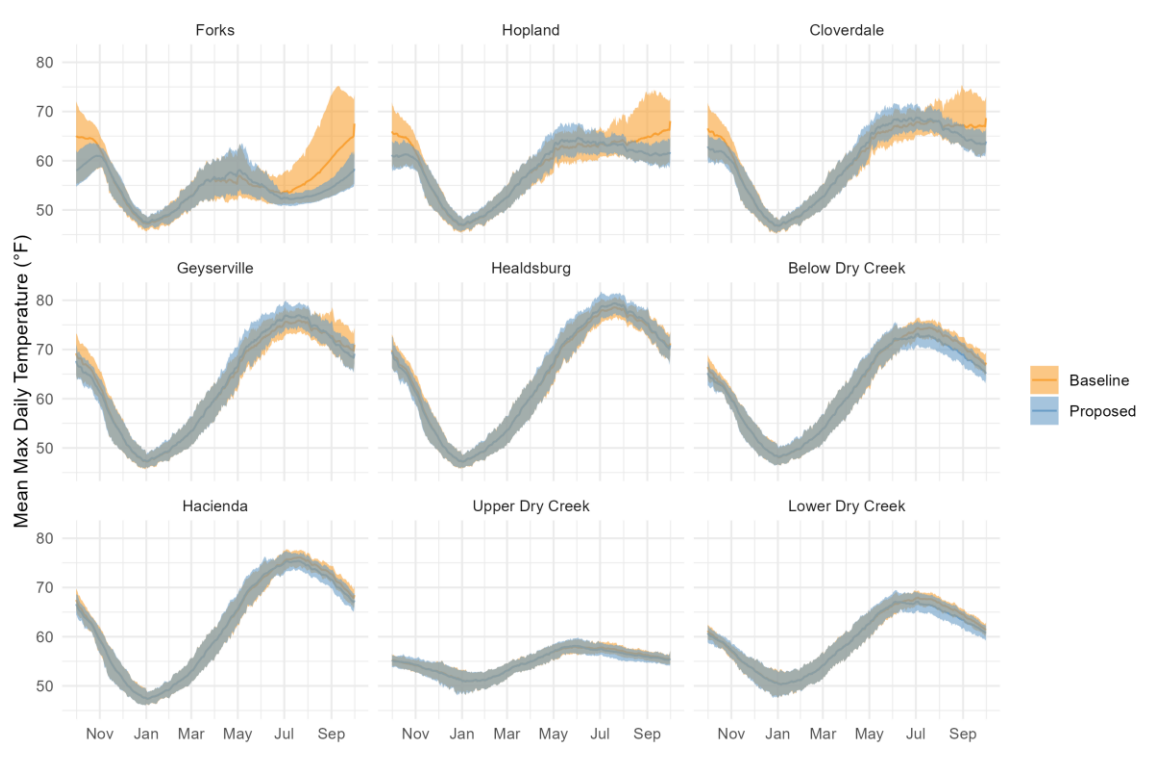 Forks Hopland Cloverdale
80
70
60
50
Geyserville Healdsburg Below Dry Creek
80
70
60
50
Hacienda Upper Dry Creek Lower Dry Creek
80
70
60
50
Nov Jan Mar May Jul Sep Nov Jan Mar May Jul Sep Nov Jan Mar May Jul Sep
Mean Max Daily Temperature (°F)
Baseline
Proposed